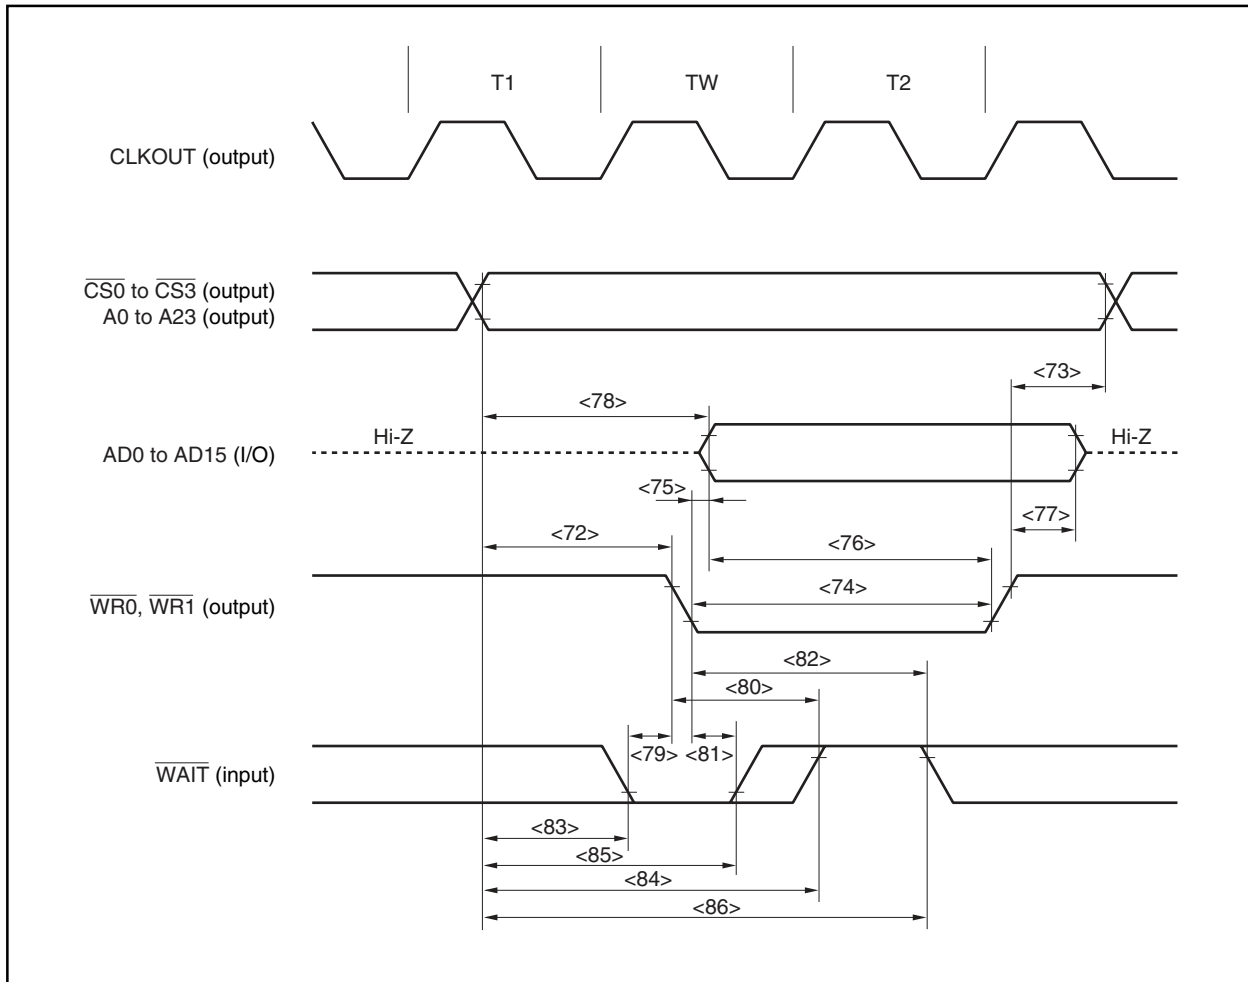 T1 TW T2
CLKOUT (output)
CS0 to CS3 (output)
A0 to A23 (output)
<73>
<78>
Hi-Z Hi-Z
AD0 to AD15 (I/O)
<75>
<77>
<72> <76>
<74>
WR0, WR1 (output)
<82>
<80>
<79> <81>
WAIT (input)
<83>
<85>
<84>
<86>